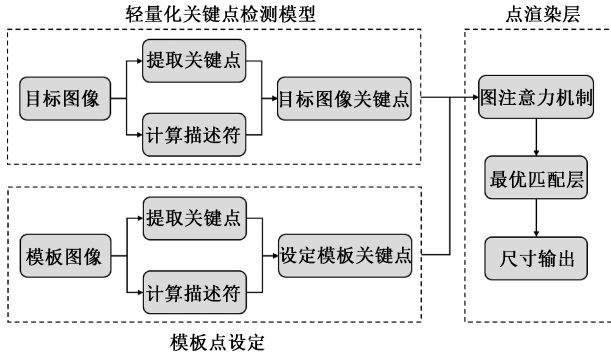 轻量化关键点检测模型
点渲染层
目标图像
提取关键点
计算描述符
目标图像关键点
图注意力机制
最优匹配层
尺寸输出
模板图像
提取关键点
计算描述符
设定模板关键点
模板点设定